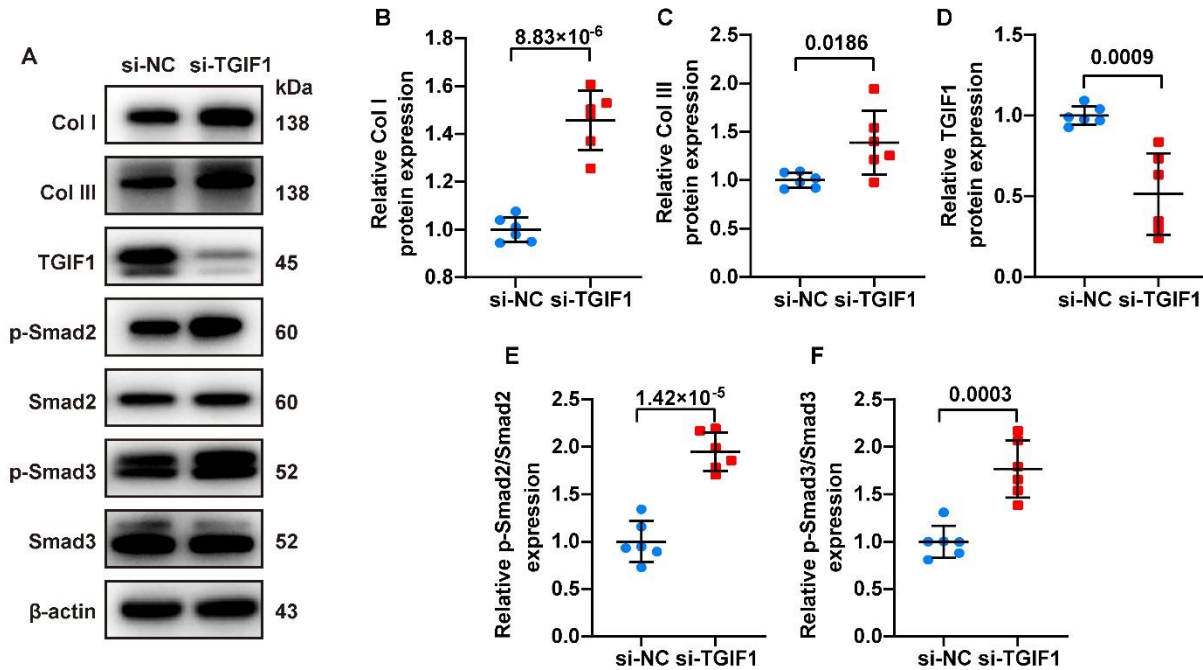 A
si-NC si-TGIF1
kDa
Col I 138
Col III 138
TGIF1 45
p-Smad2 60
Smad2 60
p-Smad3 52
Smad3 52
β-actin 43
B
Relative Col I
protein expression
1.8
1.6
1.4
1.2
1.0
0.8
8.83×10⁻⁶
si-NC si-TGIF1
C
Relative Col III
protein expression
2.5
2.0
1.5
1.0
0.5
0.0
0.0186
si-NC si-TGIF1
D
Relative TGIF1
protein expression
1.5
1.0
0.5
0.0
0.0009
si-NC si-TGIF1
E
Relative p-Smad2/Smad2
expression
2.5
2.0
1.5
1.0
0.5
0.0
1.42×10⁻⁵
si-NC si-TGIF1
F
Relative p-Smad3/Smad3
expression
2.5
2.0
1.5
1.0
0.5
0.0
0.0003
si-NC si-TGIF1